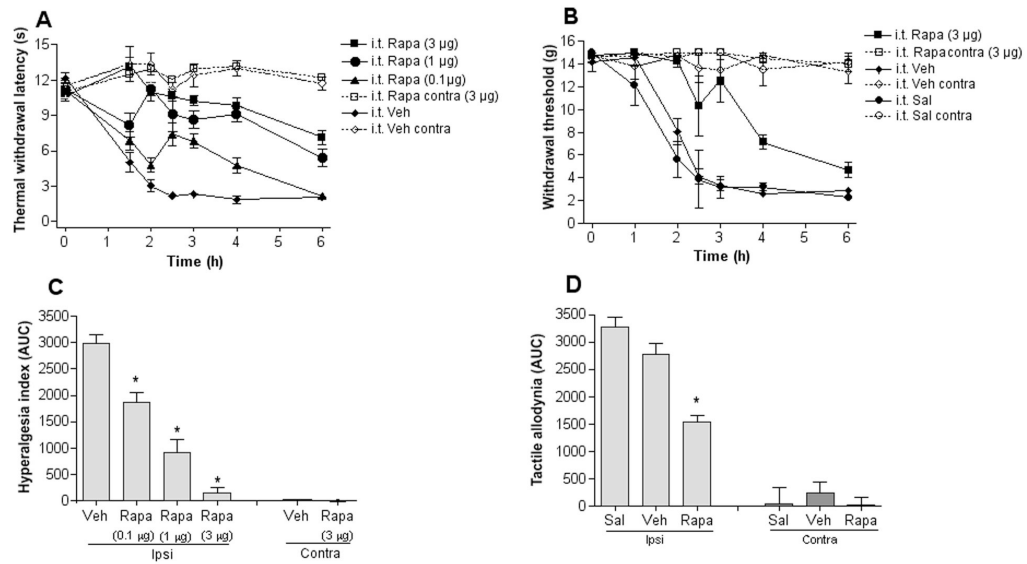 A
Thermal withdrawal latency (s)
15
12
9
6
3
0
0 1 2 3 4 5 6
Time (h)
i.t. Rapa (3 µg)
i.t. Rapa (1 µg)
i.t. Rapa (0.1µg)
i.t. Rapa contra (3 µg)
i.t. Veh
i.t. Veh contra
B
Withdrawal threshold (g)
16
14
12
10
8
6
4
2
0
0 1 2 3 4 5 6
Time (h)
i.t. Rapa (3 µg)
i.t. Rapacontra (3 µg)
i.t. Veh
i.t. Veh contra
i.t. Sal
i.t. Sal contra
C
Hyperalgesia index (AUC)
3500
3000
2500
2000
1500
1000
500
0
*
*
*
Veh Rapa Rapa Rapa Veh Rapa
(0.1 µg) (1 µg) (3 µg) (3 µg)
Ipsi Contra
D
Tactile allodynia (AUC)
3500
3000
2500
2000
1500
1000
500
0
*
Sal Veh Rapa Sal Veh Rapa
Ipsi Contra